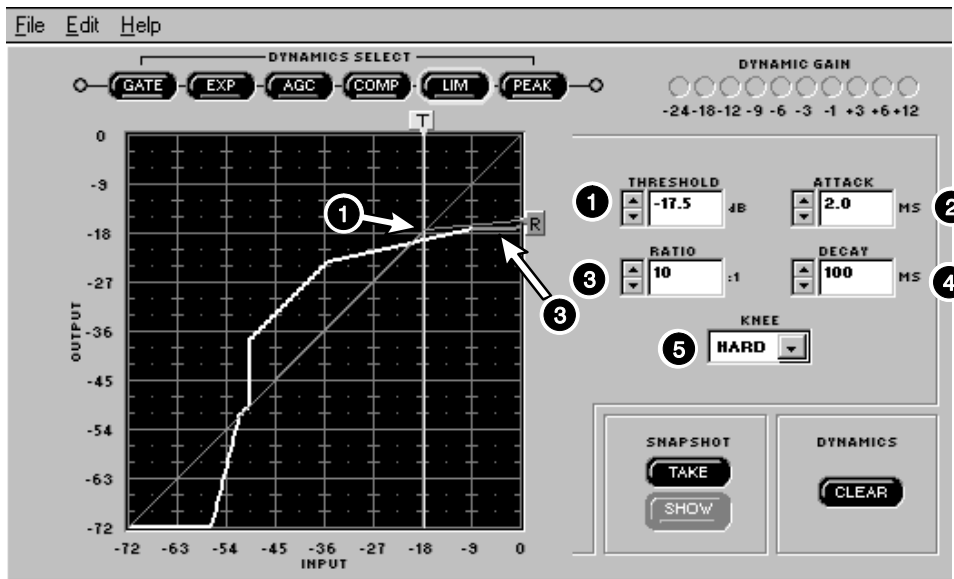 File Edit Help
DYNAMICS SELECT
GATE EXP AGC COMP LIM PEAK
DYNAMIC GAIN
-24 -18 -12 -9 -6 -3 -1 +3 +6 +12
T
0
-9
-18
-27
-36
-45
-54
-63
-72
OUTPUT
-72 -63 -54 -45 -36 -27 -18 -9 0
INPUT
1
R
3
1 THRESHOLD
-17.5 dB
ATTACK
2.0 MS 2
3 RATIO
10 :1
DECAY
100 MS 4
KNEE
5 HARD
SNAPSHOT
TAKE
SHOW
DYNAMICS
CLEAR